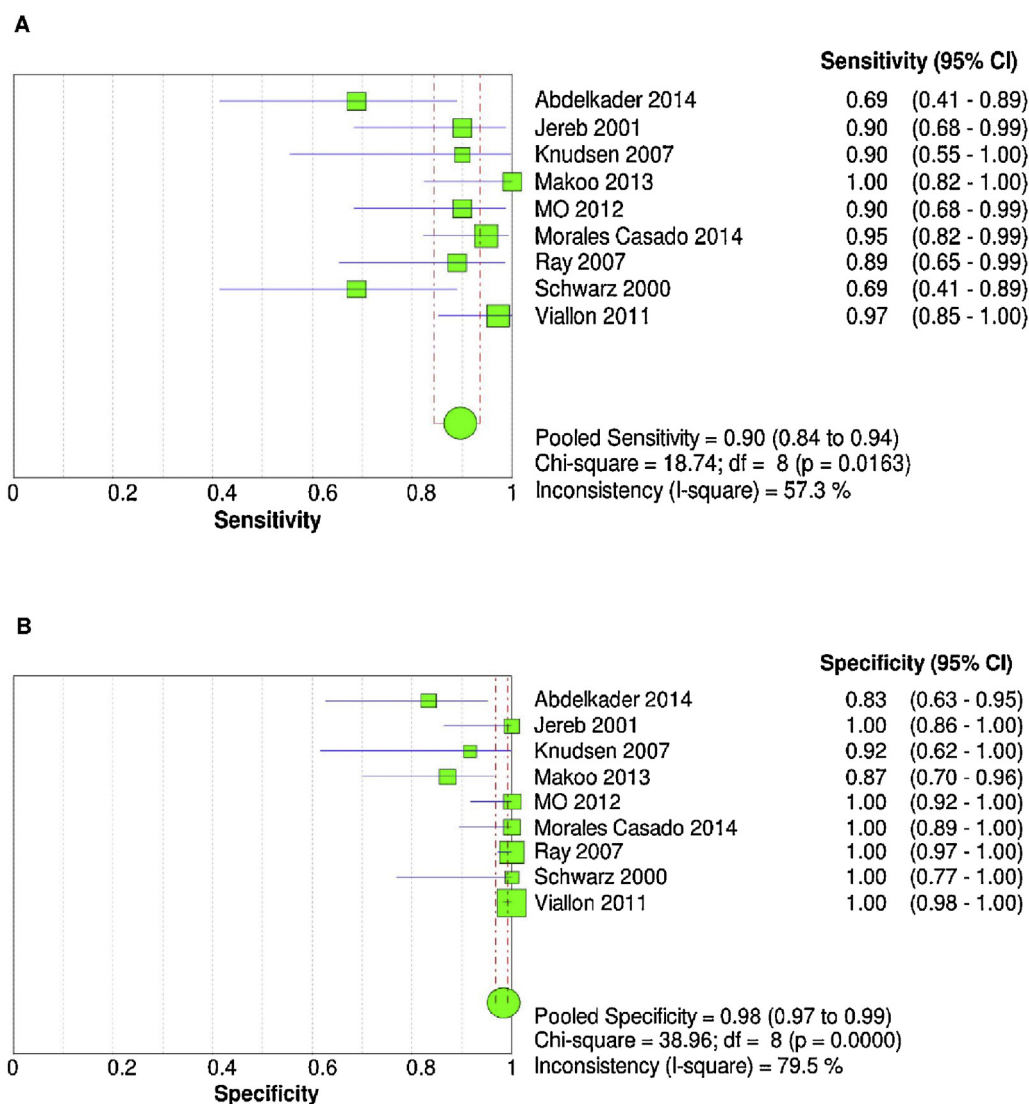 A
Sensitivity (95% CI)
Abdelkader 2014 0.69 (0.41 - 0.89)
Jereb 2001 0.90 (0.68 - 0.99)
Knudsen 2007 0.90 (0.55 - 1.00)
Makoo 2013 1.00 (0.82 - 1.00)
MO 2012 0.90 (0.68 - 0.99)
Morales Casado 2014 0.95 (0.82 - 0.99)
Ray 2007 0.89 (0.65 - 0.99)
Schwarz 2000 0.69 (0.41 - 0.89)
Viallon 2011 0.97 (0.85 - 1.00)
Pooled Sensitivity = 0.90 (0.84 to 0.94)
Chi-square = 18.74; df = 8 (p = 0.0163)
Inconsistency (I-square) = 57.3 %
0 0.2 0.4 0.6 0.8 1
Sensitivity
B
Specificity (95% CI)
Abdelkader 2014 0.83 (0.63 - 0.95)
Jereb 2001 1.00 (0.86 - 1.00)
Knudsen 2007 0.92 (0.62 - 1.00)
Makoo 2013 0.87 (0.70 - 0.96)
MO 2012 1.00 (0.92 - 1.00)
Morales Casado 2014 1.00 (0.89 - 1.00)
Ray 2007 1.00 (0.97 - 1.00)
Schwarz 2000 1.00 (0.77 - 1.00)
Viallon 2011 1.00 (0.98 - 1.00)
Pooled Specificity = 0.98 (0.97 to 0.99)
Chi-square = 38.96; df = 8 (p = 0.0000)
Inconsistency (I-square) = 79.5 %
0 0.2 0.4 0.6 0.8 1
Specificity